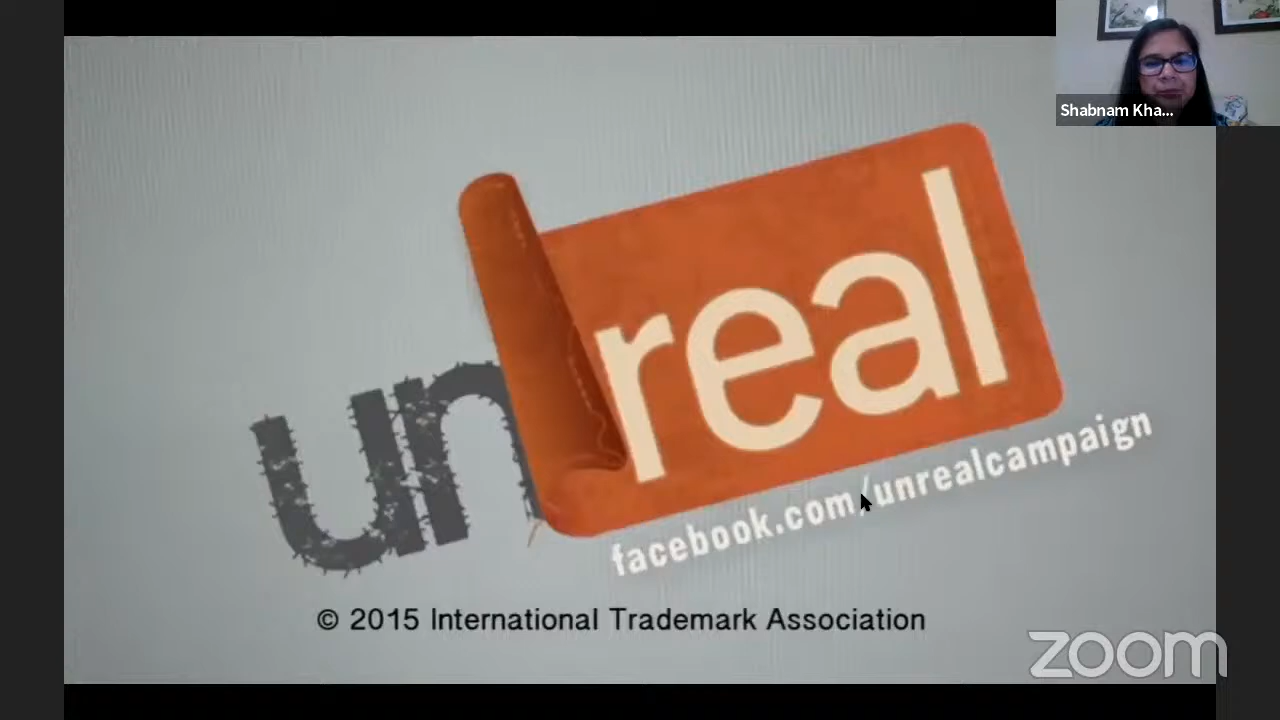 Shabnam Kha...
unreal
facebook.com/unrealcampaign
© 2015 International Trademark Association
zoom